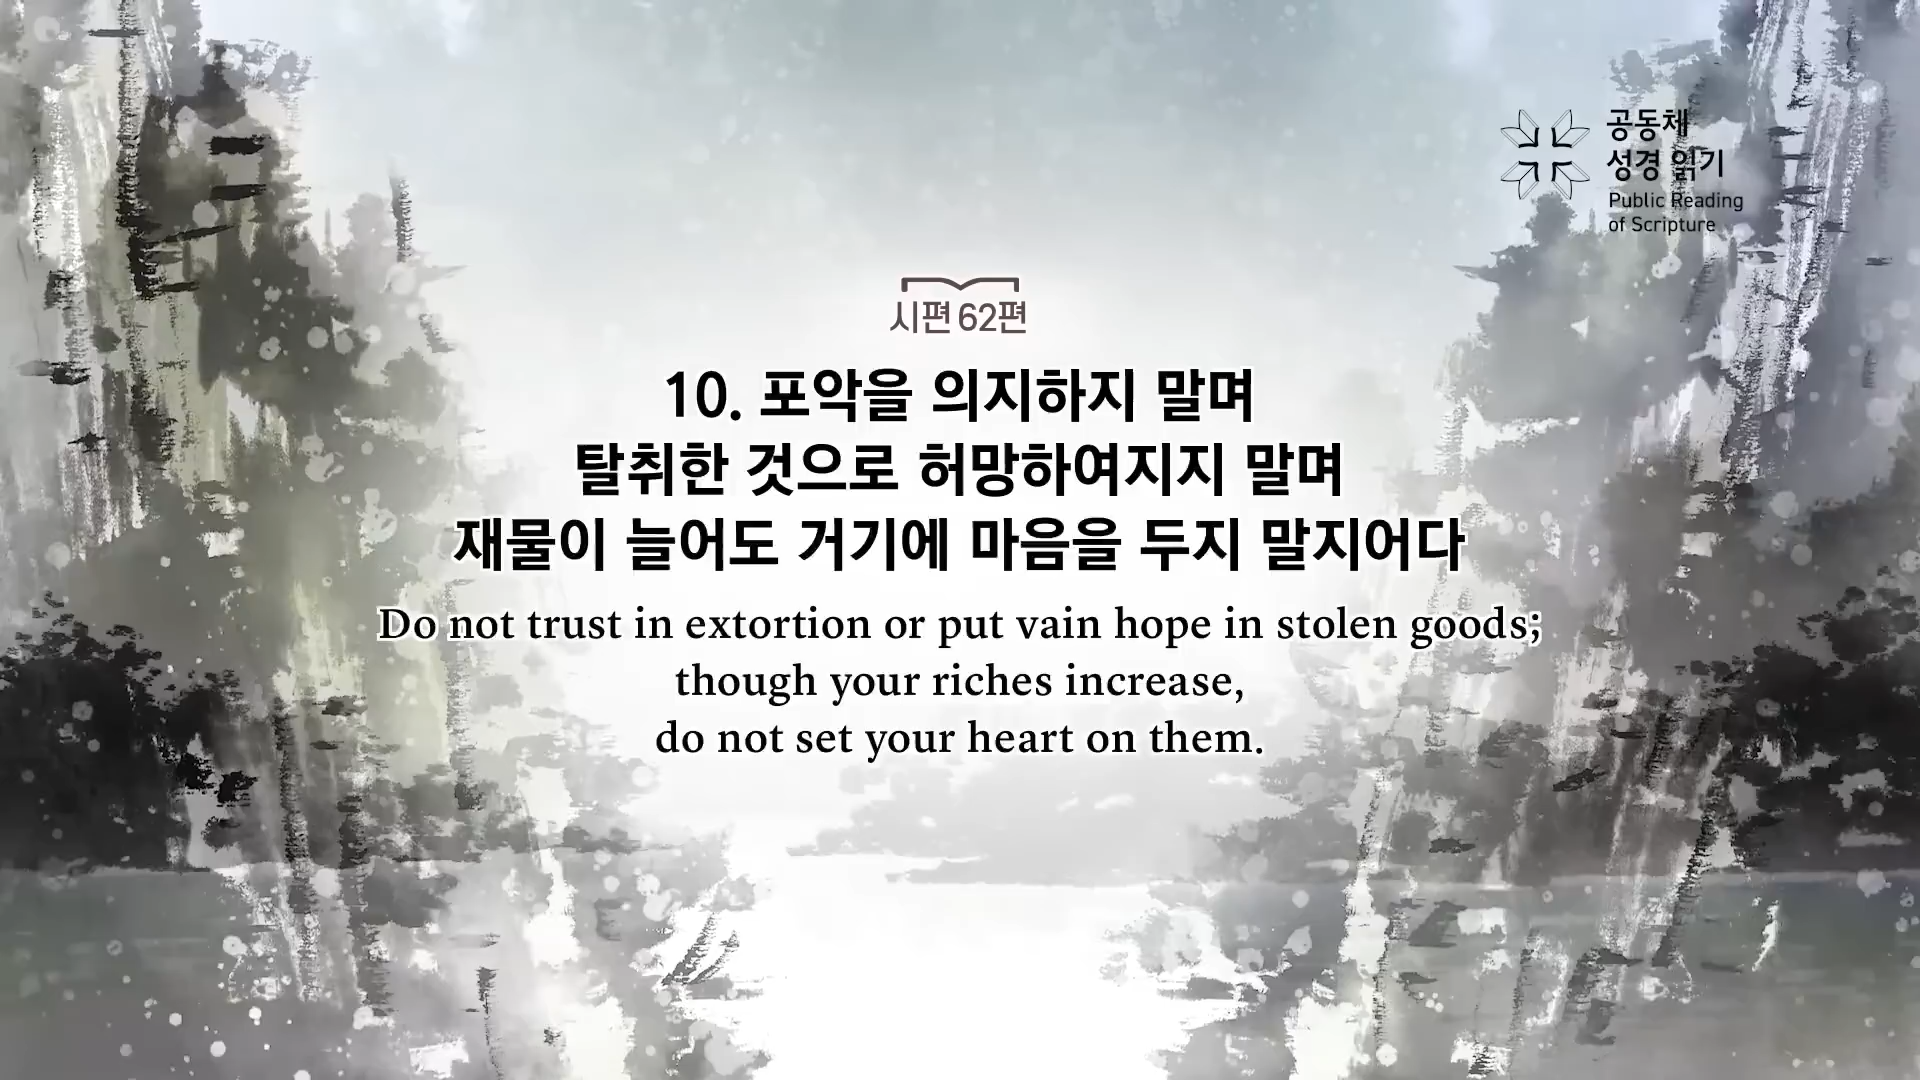 공동체
성경 읽기
Public Reading
of Scripture
시편 62편
10. 포악을 의지하지 말며
탈취한 것으로 허망하여지지 말며
재물이 늘어도 거기에 마음을 두지 말지어다
Do not trust in extortion or put vain hope in stolen goods;
though your riches increase,
do not set your heart on them.